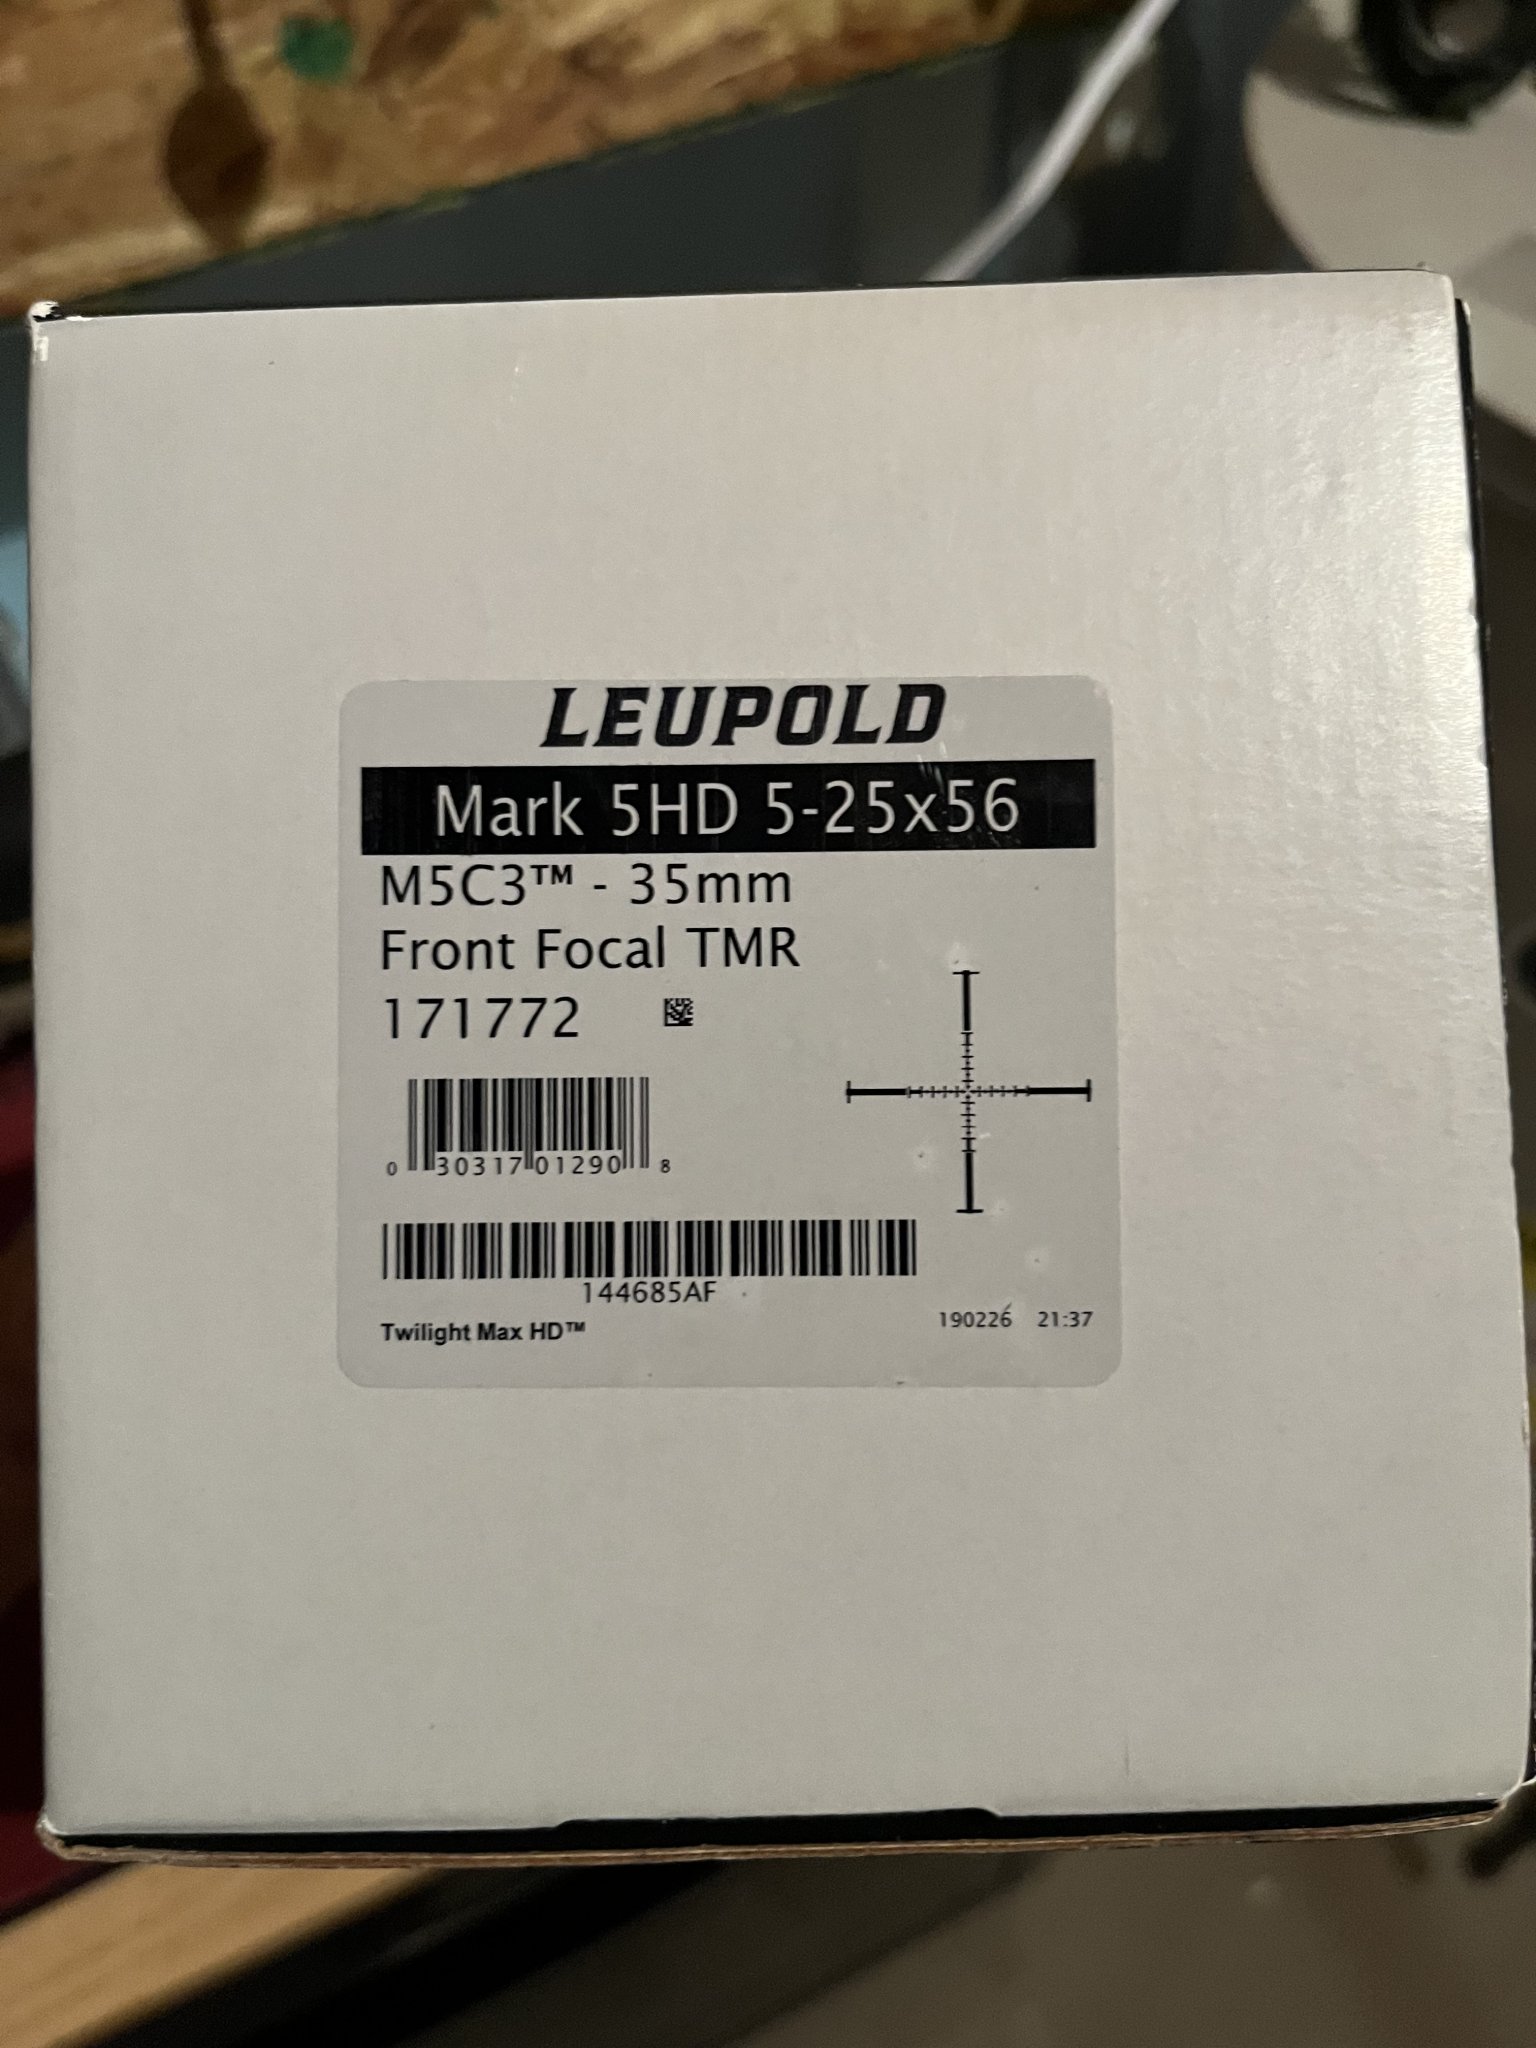 LEUPOLD
Mark 5HD 5-25x56
M5C3™ - 35mm
Front Focal TMR
171772
0 30317 01290 8
144685AF
Twilight Max HD™ 190226 21:37